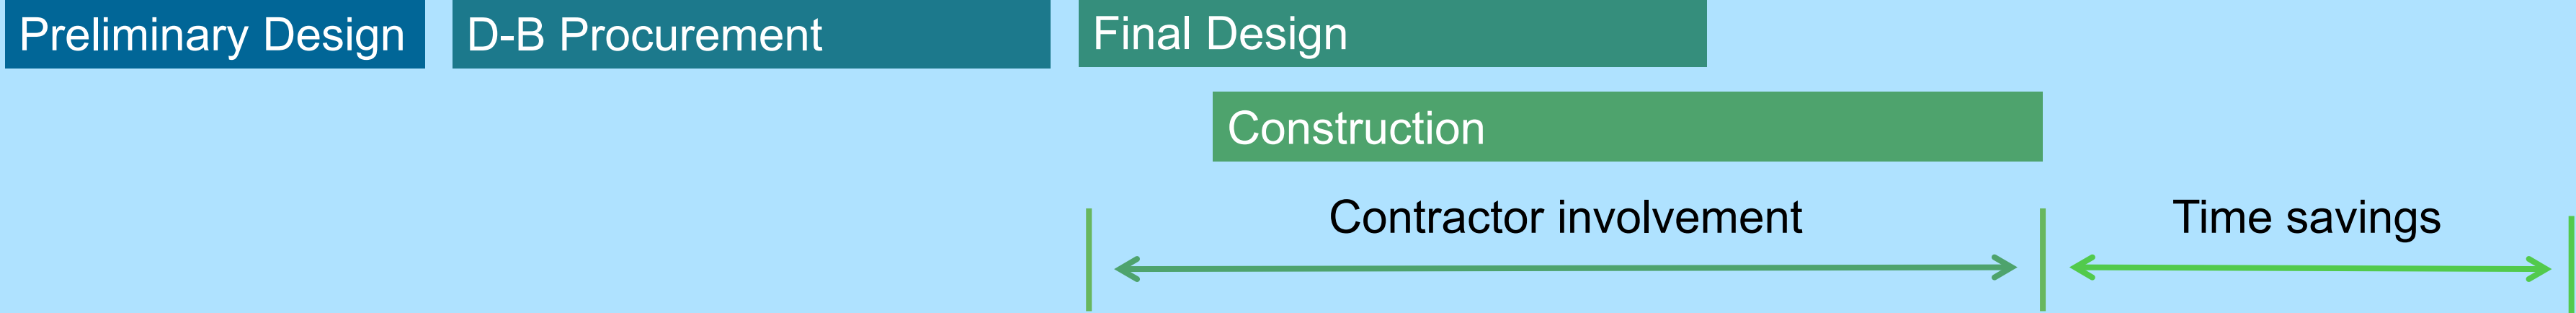 Preliminary Design
D-B Procurement
Final Design
Construction
Contractor involvement
Time savings